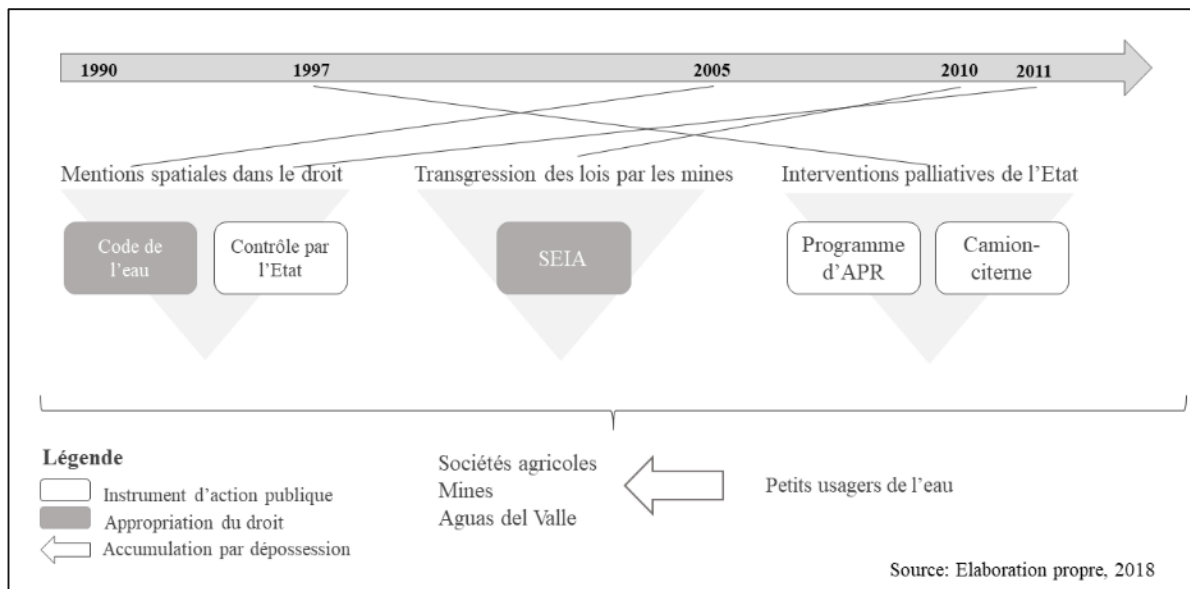 1990 1997 2005 2010 2011
Mentions spatiales dans le droit
Transgression des lois par les mines
Interventions palliatives de l’Etat
Code de
l’eau
Contrôle par
l’Etat
SEIA
Programme
d’APR
Camion-
citerne
Légende
Instrument d’action publique
Appropriation du droit
Accumulation par dépossession
Sociétés agricoles
Mines
Aguas del Valle
Petits usagers de l’eau
Source: Elaboration propre, 2018